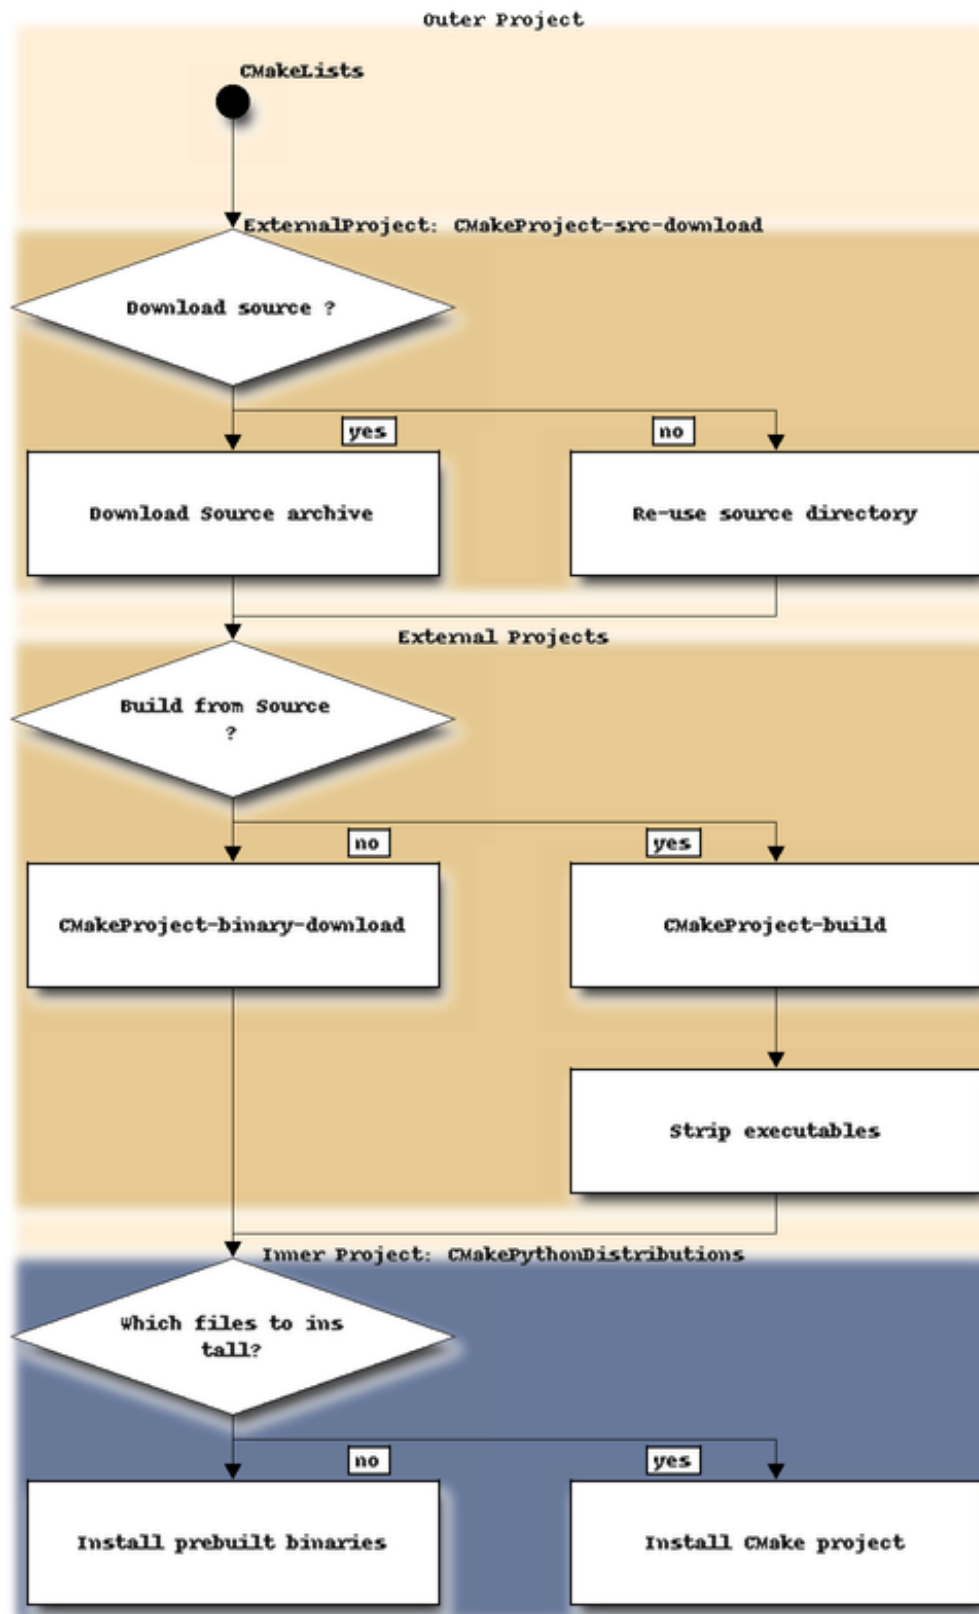 Outer Project
CMakeLists
ExternalProject: CMakeProject-src-download
Download source ?
yes
no
Download Source archive
Re-use source directory
External Projects
Build from Source
?
no
yes
CMakeProject-binary-download
CMakeProject-build
Strip executables
Inner Project: CMakePythonDistributions
Which files to ins
tall?
no
yes
Install prebuilt binaries
Install CMake project